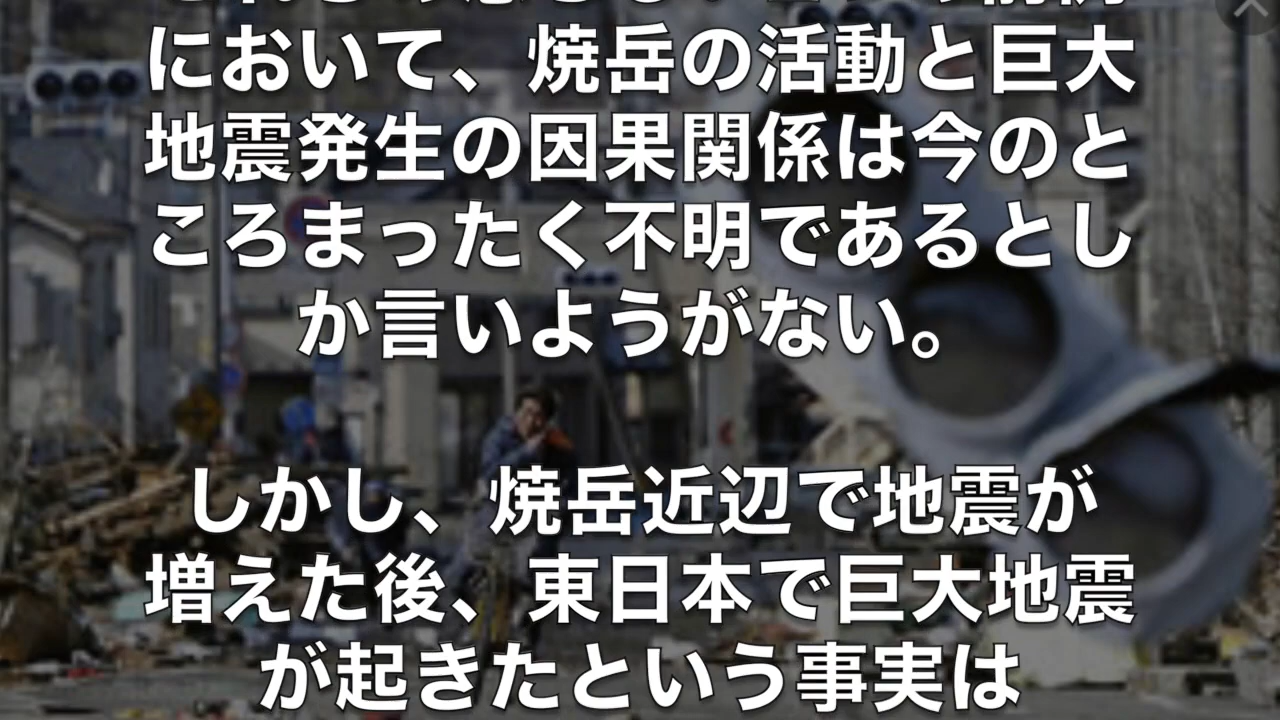 において、焼岳の活動と巨大
地震発生の因果関係は今のと
ころまったく不明であるとし
か言いようがない。
しかし、焼岳近辺で地震が
増えた後、東日本で巨大地震
が起きたという事実は